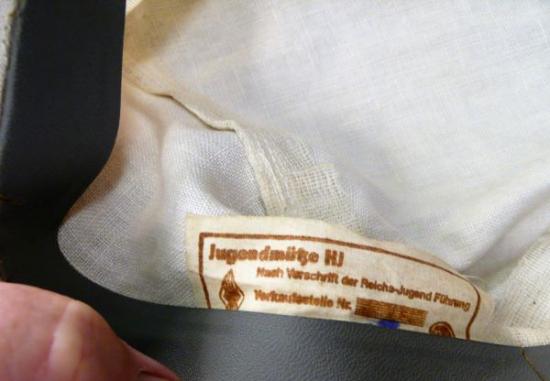 Jugendmütze HJ
Nach Vorschrift der Reichs-Jugend Führung
Verkaufsstelle Nr.